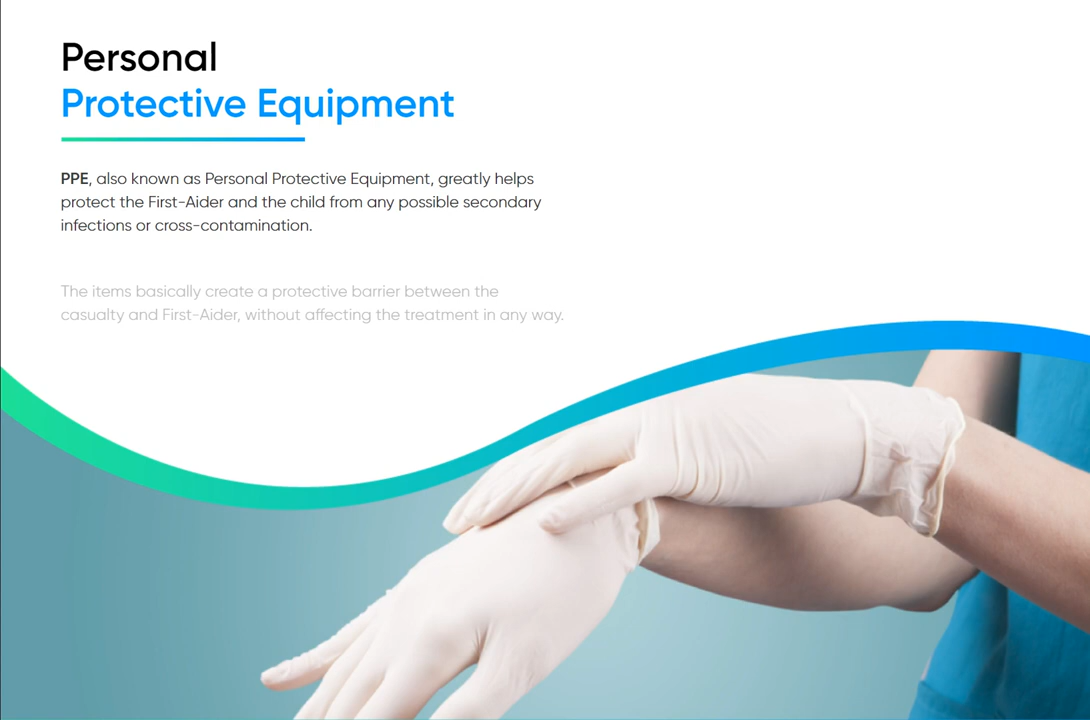 Personal
Protective Equipment
PPE, also known as Personal Protective Equipment, greatly helps
protect the First-Aider and the child from any possible secondary
infections or cross-contamination.
The items basically create a protective barrier between the
casualty and First-Aider, without affecting the treatment in any way.